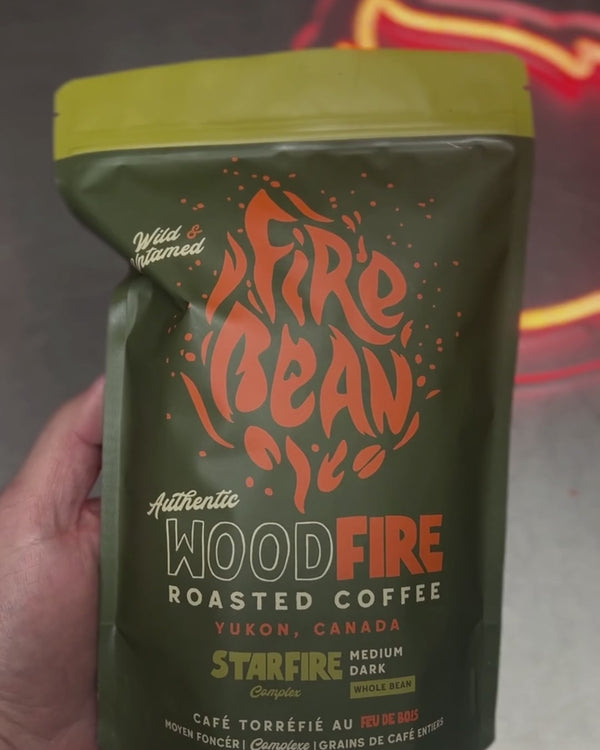 Wild &
Untamed
FiRe
BeAN
Authentic
WOODFIRE
ROASTED COFFEE
YUKON, CANADA
STARFIRE
Complex
MEDIUM
DARK
WHOLE BEAN
CAFÉ TORRÉFIÉ AU FEU DE BOIS
MOYEN FONCÉR | Complexe | GRAINS DE CAFÉ ENTIERS